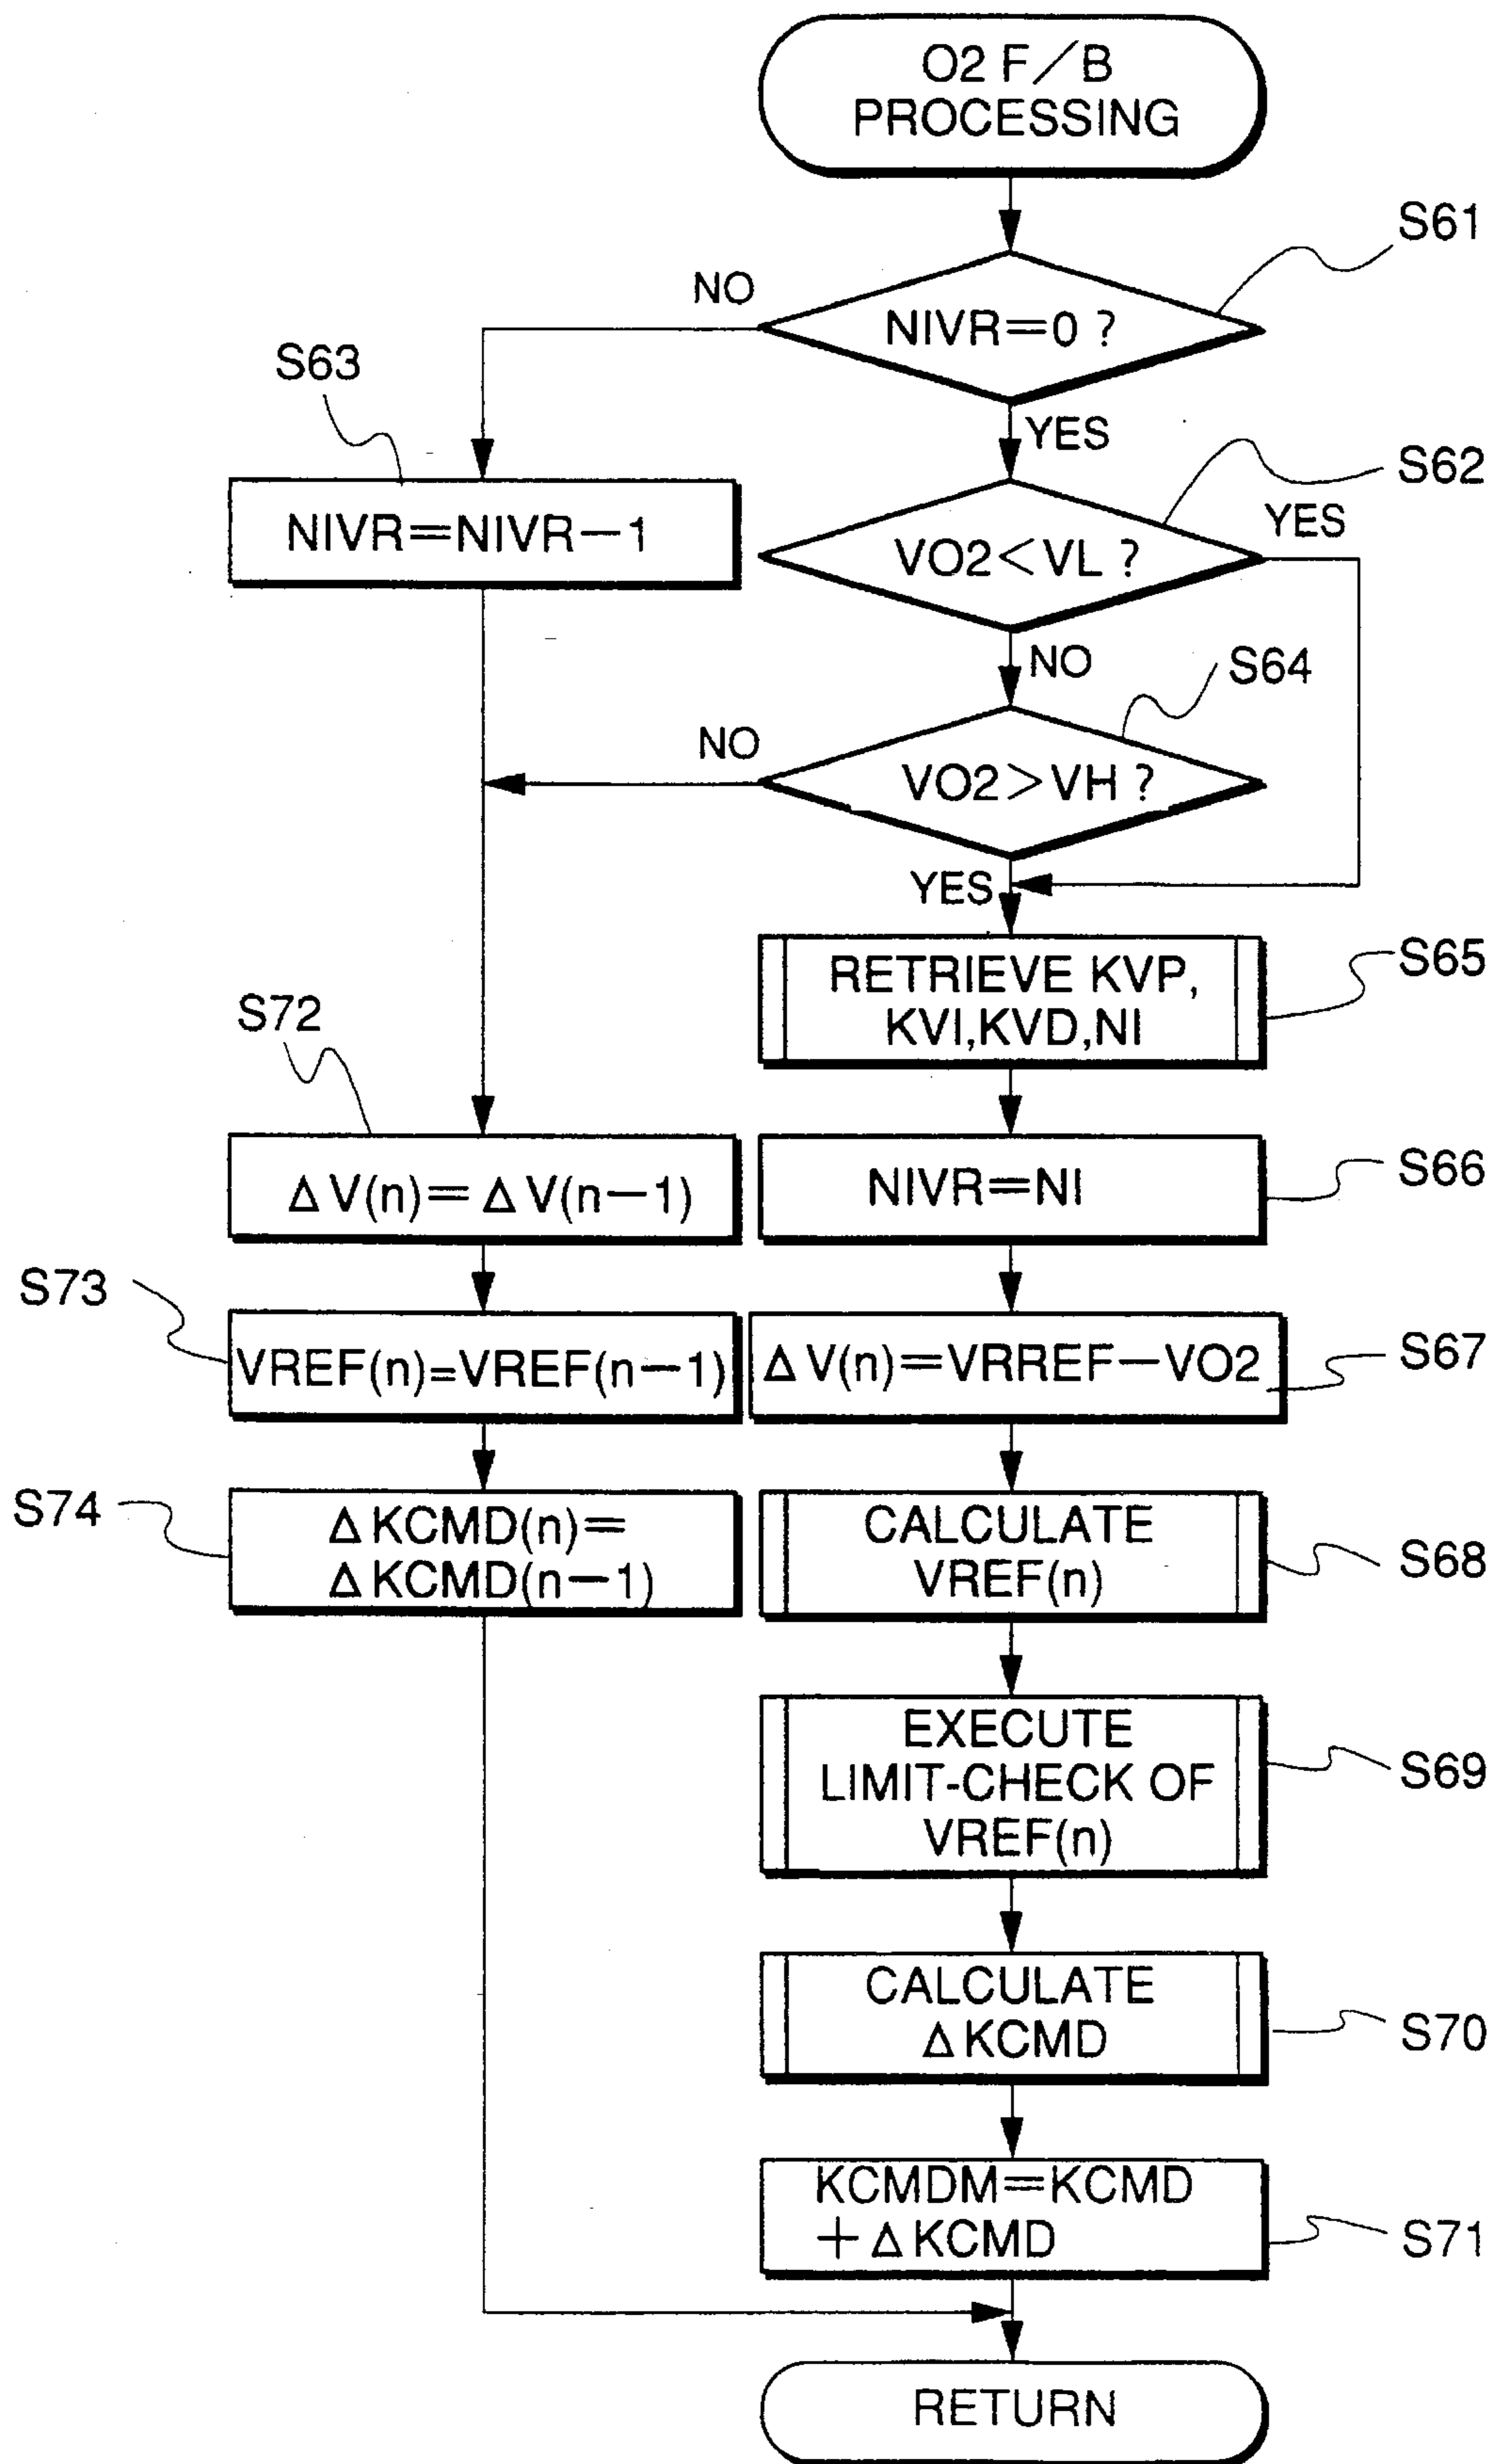 O2 F/B
PROCESSING
S61
NO
NIVR=0 ?
S63
YES
S62
NIVR=NIVR-1
VO2<VL ?
YES
NO
S64
NO
VO2>VH ?
YES
S65
RETRIEVE KVP,
KVI,KVD,NI
S72
S66
ΔV(n)=ΔV(n-1)
NIVR=NI
S73
S67
VREF(n)=VREF(n-1)
ΔV(n)=VRREF-VO2
S74
ΔKCMD(n)=
ΔKCMD(n-1)
CALCULATE
VREF(n)
S68
EXECUTE
LIMIT-CHECK OF
VREF(n)
S69
CALCULATE
ΔKCMD
S70
KCMDM=KCMD
+ΔKCMD
S71
RETURN